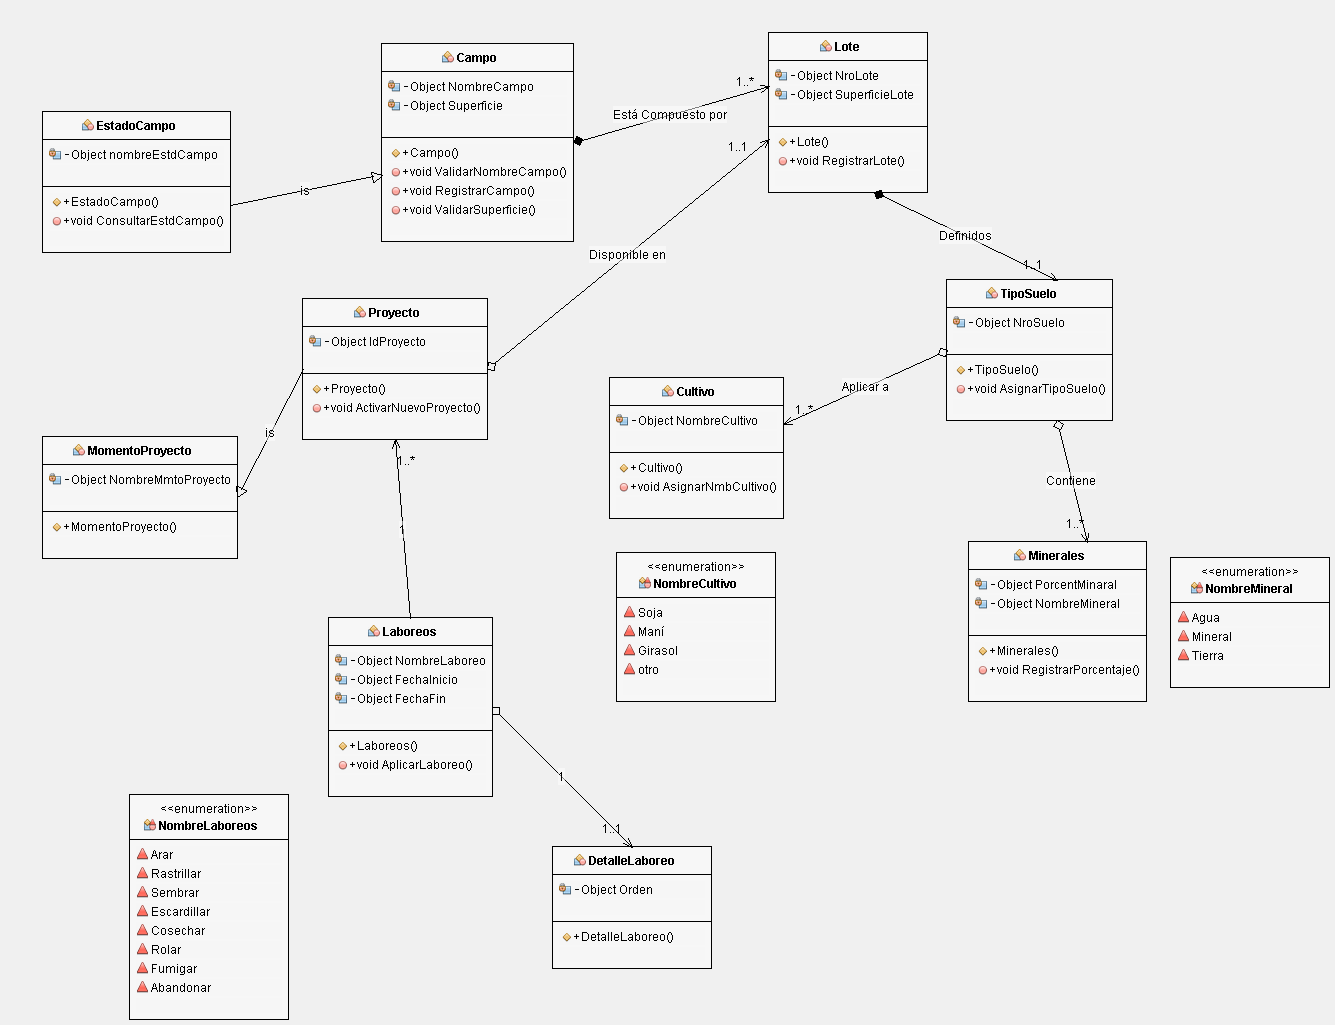 Campo
-Object NombreCampo
-Object Superficie
+Campo()
+void ValidarNombreCampo()
+void RegistrarCampo()
+void ValidarSuperficie()
Lote
-Object NroLote
-Object SuperficieLote
+Lote()
+void RegistrarLote()
EstadoCampo
-Object nombreEstdCampo
+EstadoCampo()
+void ConsultarEstdCampo()
is
Está Compuesto por
1..*
1..1
Disponible en
Definidos
1..1
Proyecto
-Object IdProyecto
+Proyecto()
+void ActivarNuevoProyecto()
TipoSuelo
-Object NroSuelo
+TipoSuelo()
+void AsignarTipoSuelo()
Aplicar a
1..*
Cultivo
-Object NombreCultivo
+Cultivo()
+void AsignarNmbCultivo()
is
MomentoProyecto
-Object NombreMmtoProyecto
+MomentoProyecto()
1..*
1
Contiene
1..*
Minerales
-Object PorcentMinaral
-Object NombreMineral
+Minerales()
+void RegistrarPorcentaje()
<<enumeration>>
NombreCultivo
Soja
Maní
Girasol
otro
<<enumeration>>
NombreMineral
Agua
Mineral
Tierra
Laboreos
-Object NombreLaboreo
-Object FechaInicio
-Object FechaFin
+Laboreos()
+void AplicarLaboreo()
1
1..1
DetalleLaboreo
-Object Orden
+DetalleLaboreo()
<<enumeration>>
NombreLaboreos
Arar
Rastrillar
Sembrar
Escardillar
Cosechar
Rolar
Fumigar
Abandonar